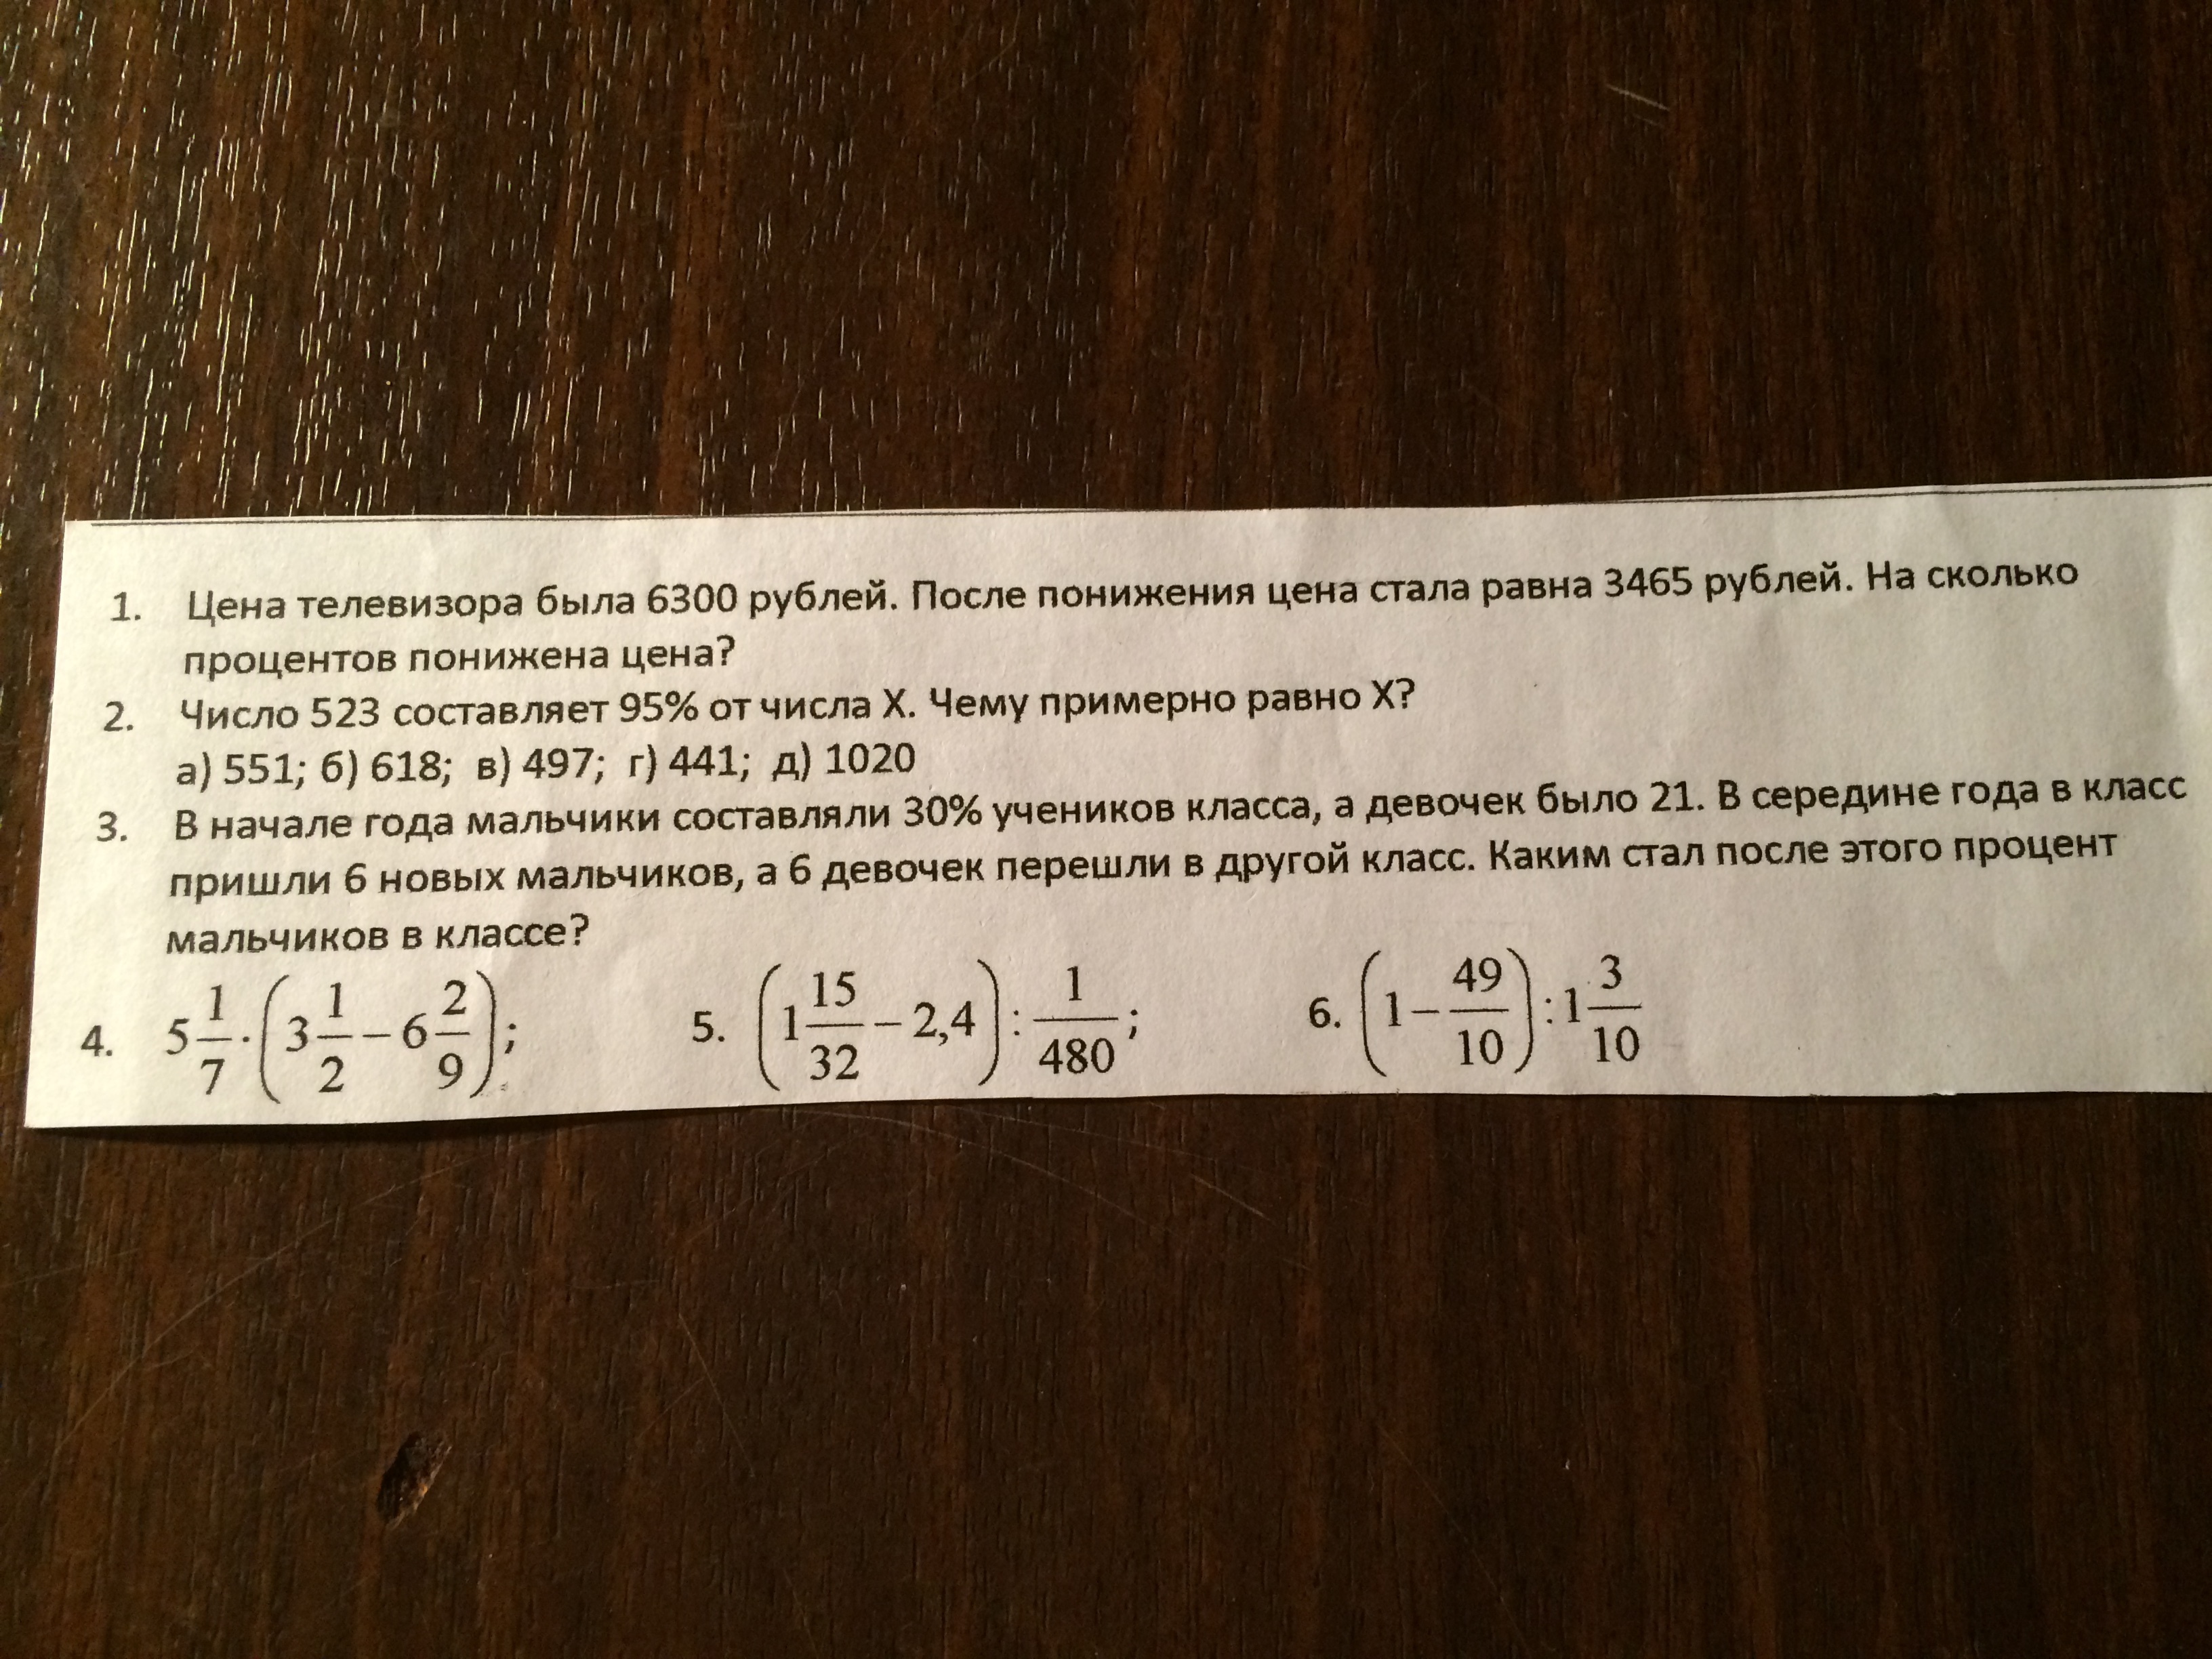 1. Цена телевизора была 6300 рублей. После понижения цена стала равна 3465 рублей. На сколько
процентов понижена цена?
2. Число 523 составляет 95% от числа Х. Чему примерно равно Х?
а) 551; б) 618; в) 497; г) 441; д) 1020
3. В начале года мальчики составляли 30% учеников класса, а девочек было 21. В середине года в класс
пришли 6 новых мальчиков, а 6 девочек перешли в другой класс. Каким стал после этого процент
мальчиков в классе?
4. 5 1/7 · (3 1/2 − 6 2/9); 5. (1 15/32 − 2,4) : 1/480; 6. (1 − 49/10) : 1 3/10